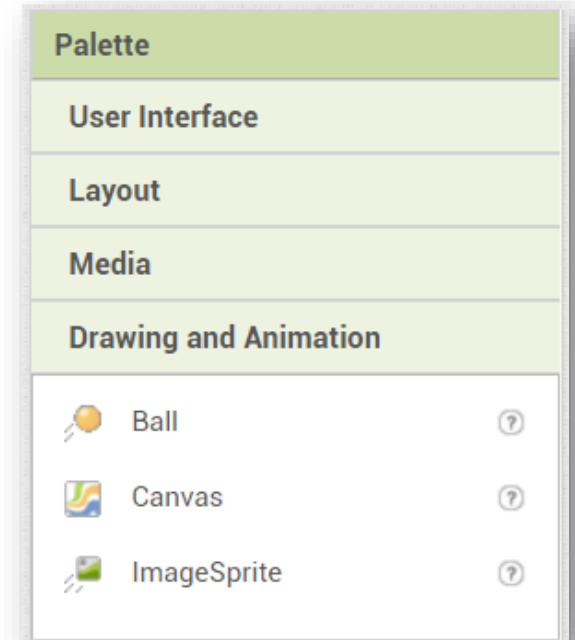 Palette
User Interface
Layout
Media
Drawing and Animation
Ball ?
Canvas ?
ImageSprite ?